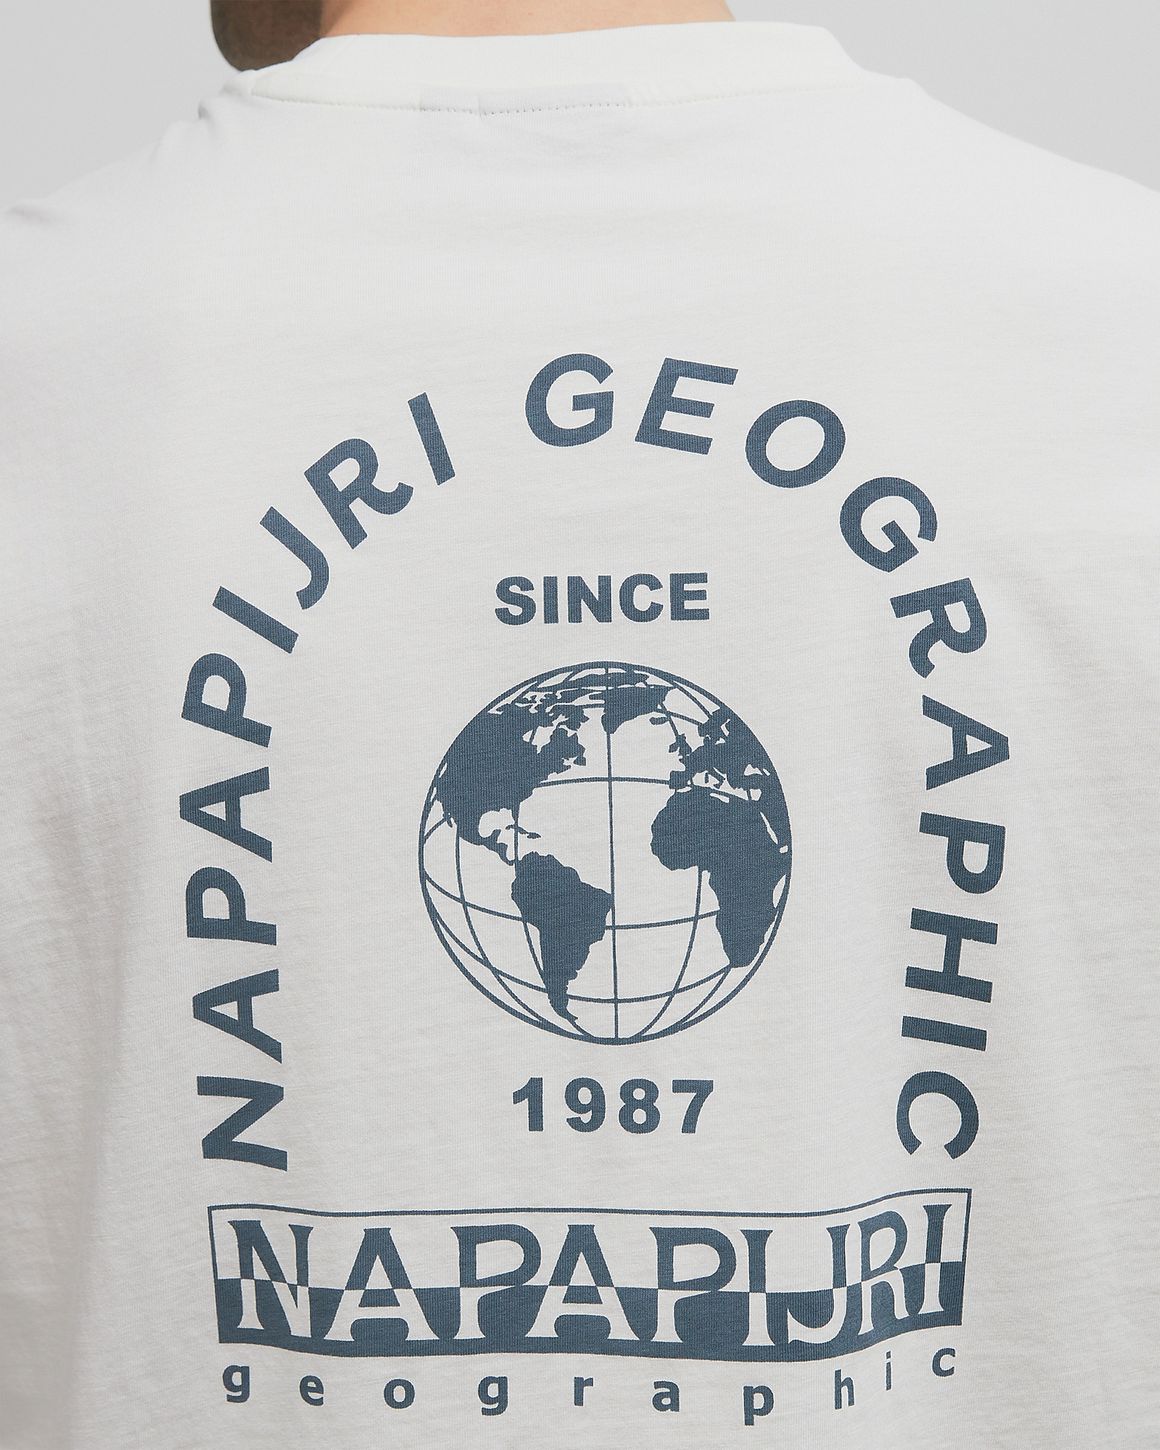 NAPAPIJRI GEOGRAPHIC
SINCE
1987
NAPAPIJRI
geographic